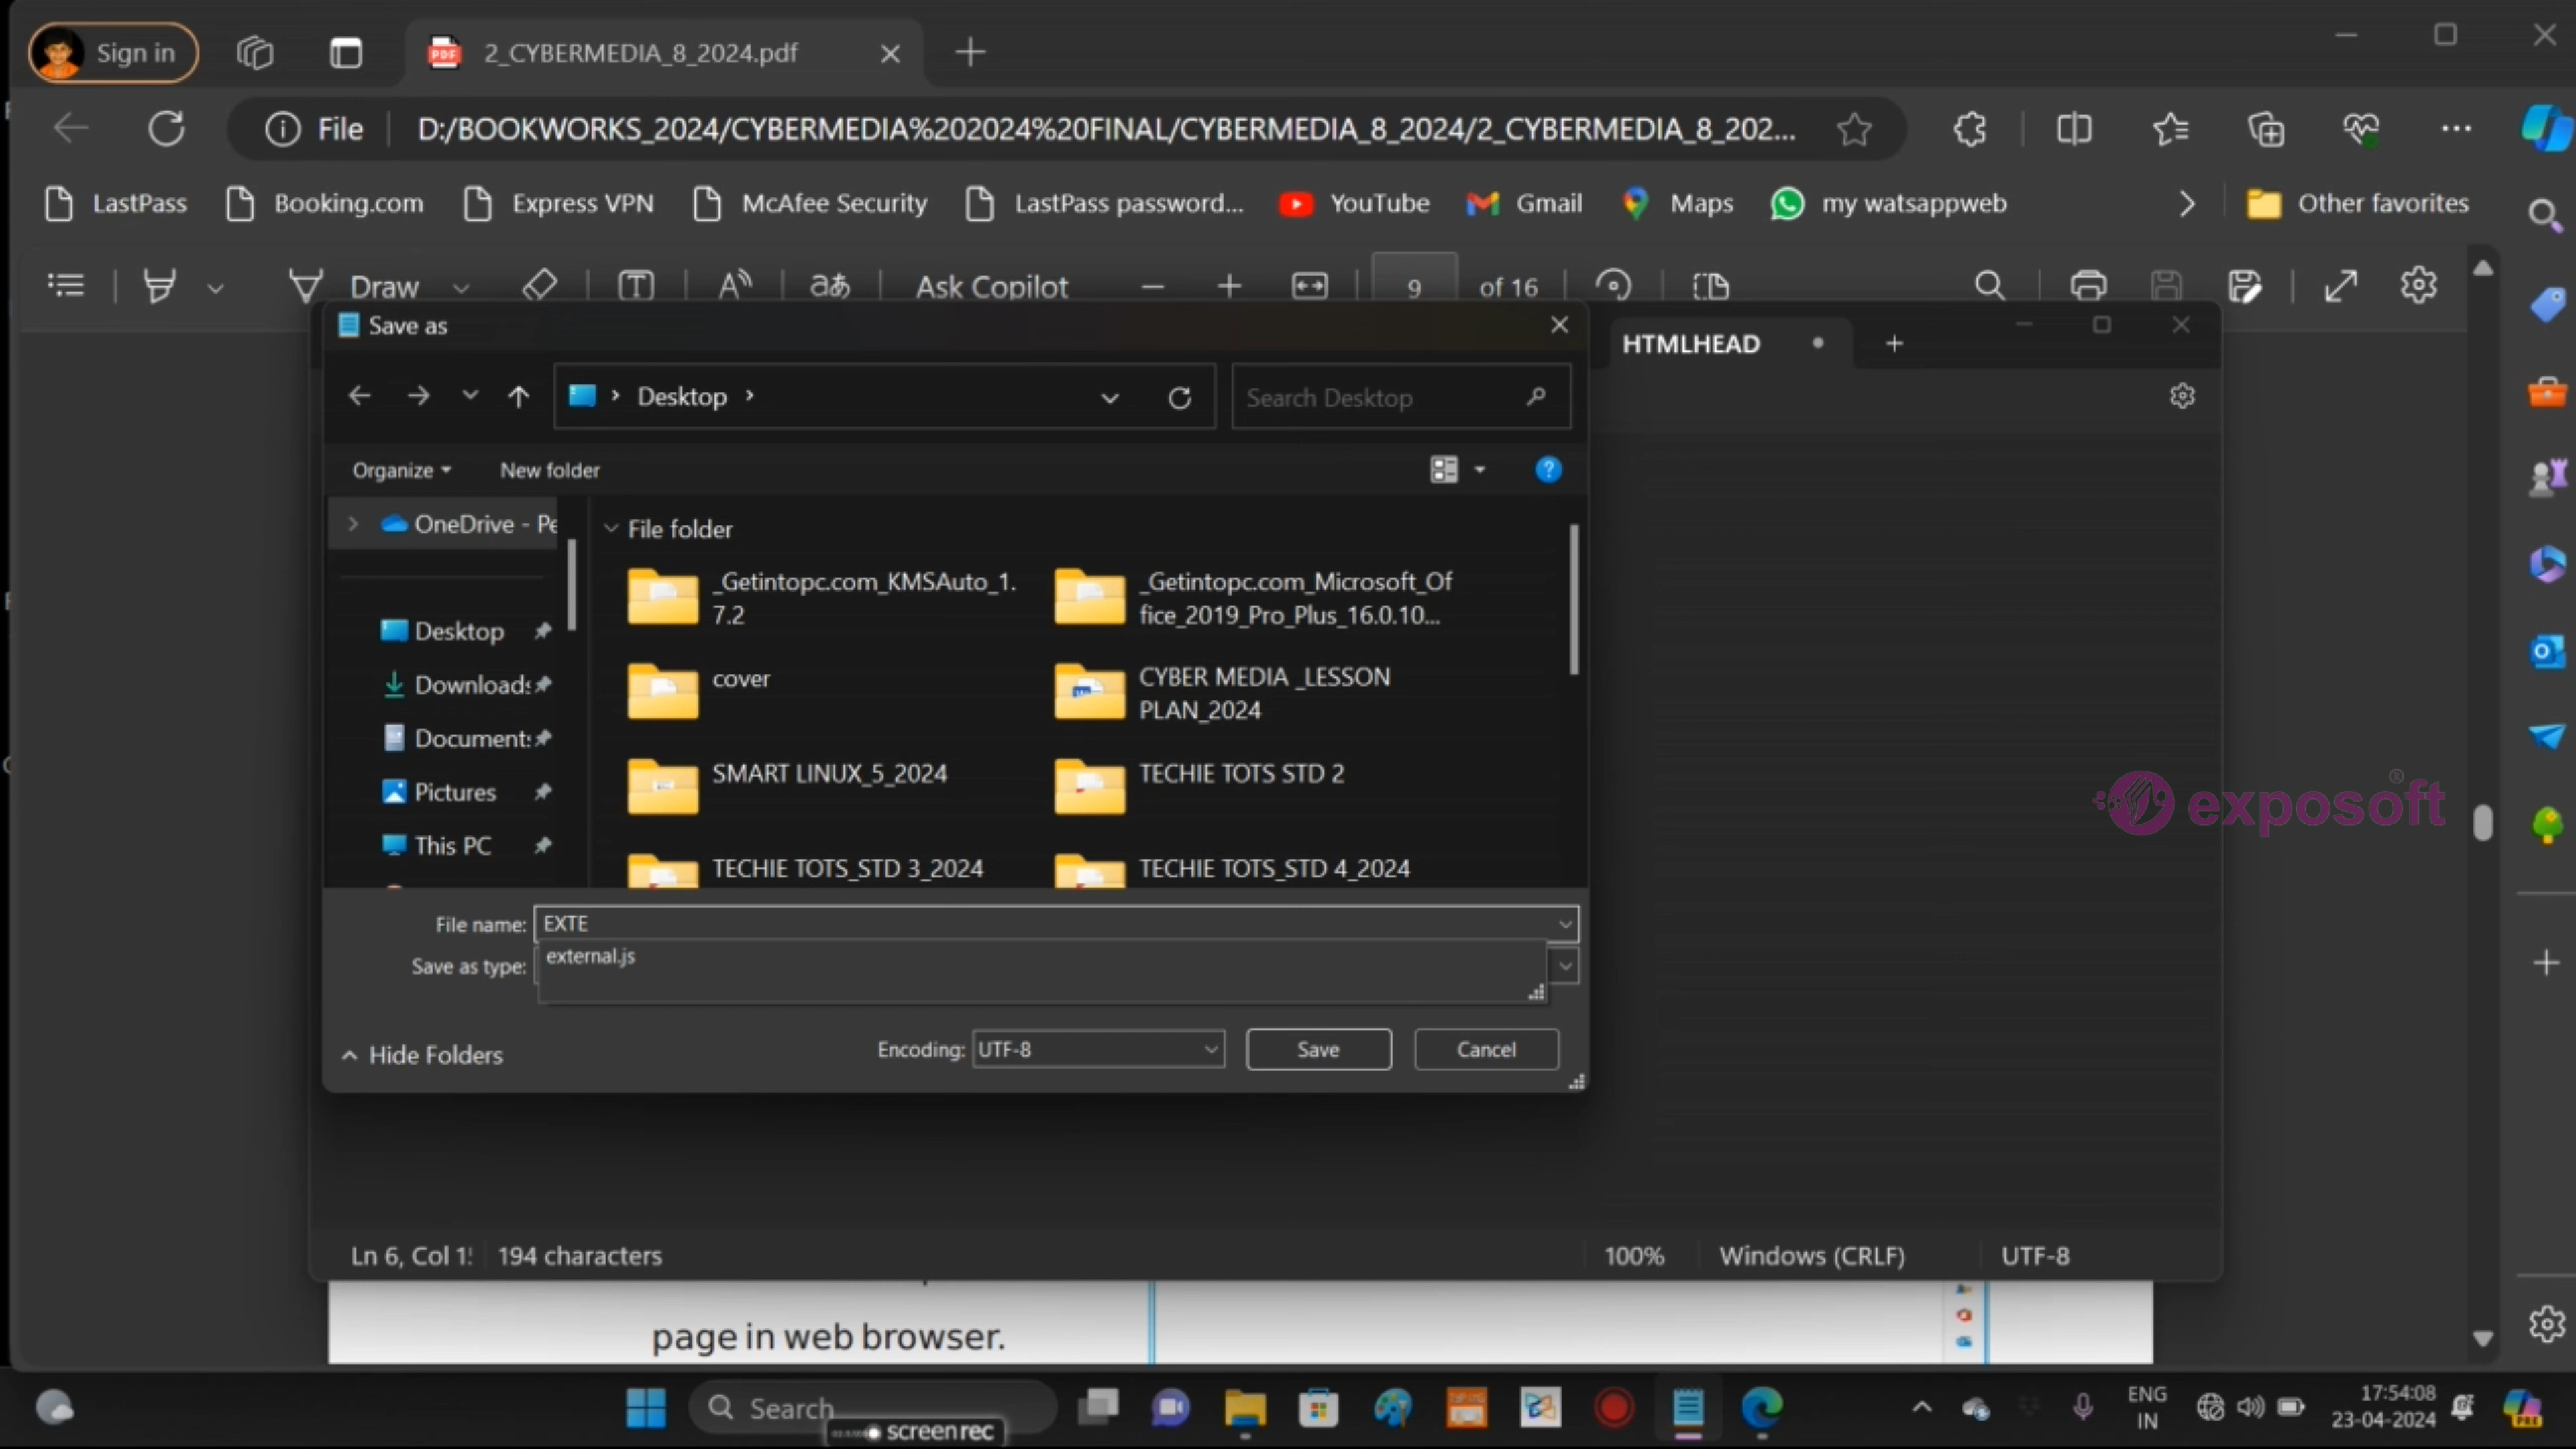 Sign in
2_CYBERMEDIA_8_2024.pdf
File
D:/BOOKWORKS_2024/CYBERMEDIA%202024%20FINAL/CYBERMEDIA_8_2024/2_CYBERMEDIA_8_202...
LastPass
Booking.com
Express VPN
McAfee Security
LastPass password...
YouTube
Gmail
Maps
my watsappweb
Other favorites
Draw
Ask Copilot
9
of 16
Save as
HTMLHEAD
Desktop
Search Desktop
Organize
New folder
OneDrive - Pe
File folder
_Getintopc.com_KMSAuto_1.
7.2
_Getintopc.com_Microsoft_Of
fice_2019_Pro_Plus_16.0.10...
Desktop
cover
CYBER MEDIA _LESSON
PLAN_2024
Downloads
Documents
SMART LINUX_5_2024
TECHIE TOTS STD 2
Pictures
This PC
TECHIE TOTS_STD 3_2024
TECHIE TOTS_STD 4_2024
exposoft
File name:
EXTE
Save as type:
external.js
Hide Folders
Encoding:
UTF-8
Save
Cancel
Ln 6, Col 1
194 characters
100%
Windows (CRLF)
UTF-8
page in web browser.
Search
screenrec
ENG
IN
17:54:08
23-04-2024